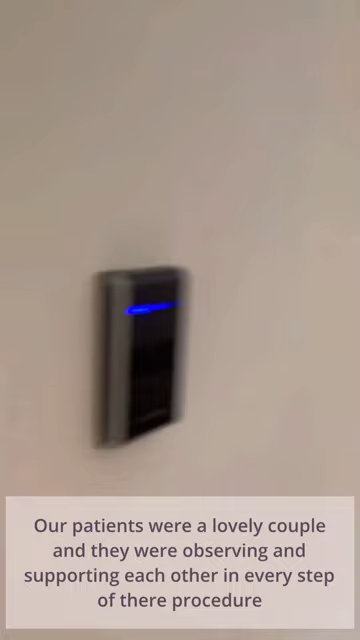 Our patients were a lovely couple
and they were observing and
supporting each other in every step
of there procedure